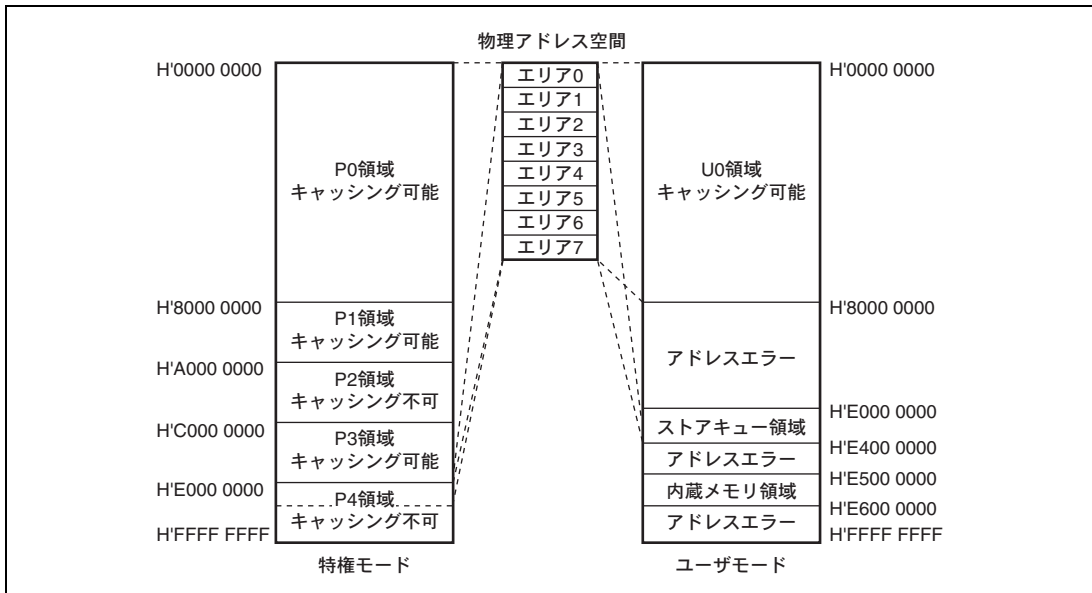 物理アドレス空間
H'0000 0000
P0領域
キャッシング可能
H'8000 0000
P1領域
キャッシング可能
H'A000 0000
P2領域
キャッシング不可
H'C000 0000
P3領域
キャッシング可能
H'E000 0000
P4領域
キャッシング不可
H'FFFF FFFF
特権モード
エリア0
エリア1
エリア2
エリア3
エリア4
エリア5
エリア6
エリア7
H'0000 0000
U0領域
キャッシング可能
H'8000 0000
アドレスエラー
H'E000 0000
ストアキュー領域
H'E400 0000
アドレスエラー
H'E500 0000
内蔵メモリ領域
H'E600 0000
アドレスエラー
H'FFFF FFFF
ユーザモード